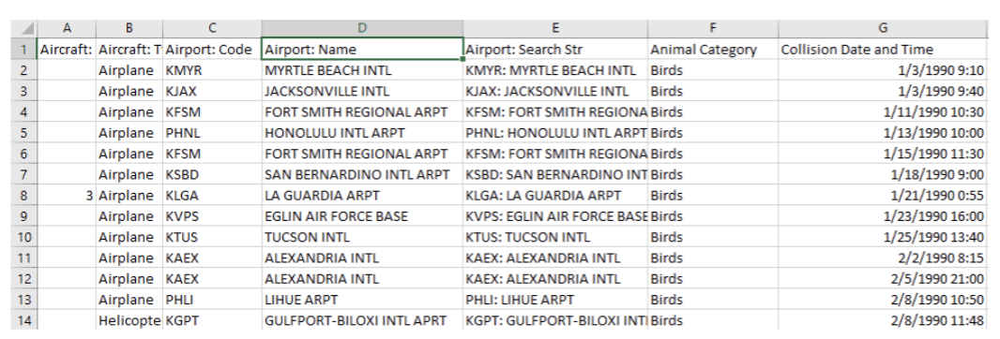 A B C D E F G
1 Aircraft: Aircraft: T Airport: Code Airport: Name Airport: Search Str Animal Category Collision Date and Time
2 Airplane KMYR MYRTLE BEACH INTL KMYR: MYRTLE BEACH INTL Birds 1/3/1990 9:10
3 Airplane KJAX JACKSONVILLE INTL KJAX: JACKSONVILLE INTL Birds 1/3/1990 9:40
4 Airplane KFSM FORT SMITH REGIONAL ARPT KFSM: FORT SMITH REGIONA Birds 1/11/1990 10:30
5 Airplane PHNL HONOLULU INTL ARPT PHNL: HONOLULU INTL ARPT Birds 1/13/1990 10:00
6 Airplane KFSM FORT SMITH REGIONAL ARPT KFSM: FORT SMITH REGIONA Birds 1/15/1990 11:30
7 Airplane KSBD SAN BERNARDINO INTL ARPT KSBD: SAN BERNARDINO INT Birds 1/18/1990 9:00
8 3 Airplane KLGA LA GUARDIA ARPT KLGA: LA GUARDIA ARPT Birds 1/21/1990 0:55
9 Airplane KVPS EGLIN AIR FORCE BASE KVPS: EGLIN AIR FORCE BASE Birds 1/23/1990 16:00
10 Airplane KTUS TUCSON INTL KTUS: TUCSON INTL Birds 1/25/1990 13:40
11 Airplane KAEX ALEXANDRIA INTL KAEX: ALEXANDRIA INTL Birds 2/2/1990 8:15
12 Airplane KAEX ALEXANDRIA INTL KAEX: ALEXANDRIA INTL Birds 2/5/1990 21:00
13 Airplane PHLI LIHUE ARPT PHLI: LIHUE ARPT Birds 2/8/1990 10:50
14 Helicopte KGPT GULFPORT-BILOXI INTL APRT KGPT: GULFPORT-BILOXI INTI Birds 2/8/1990 11:48